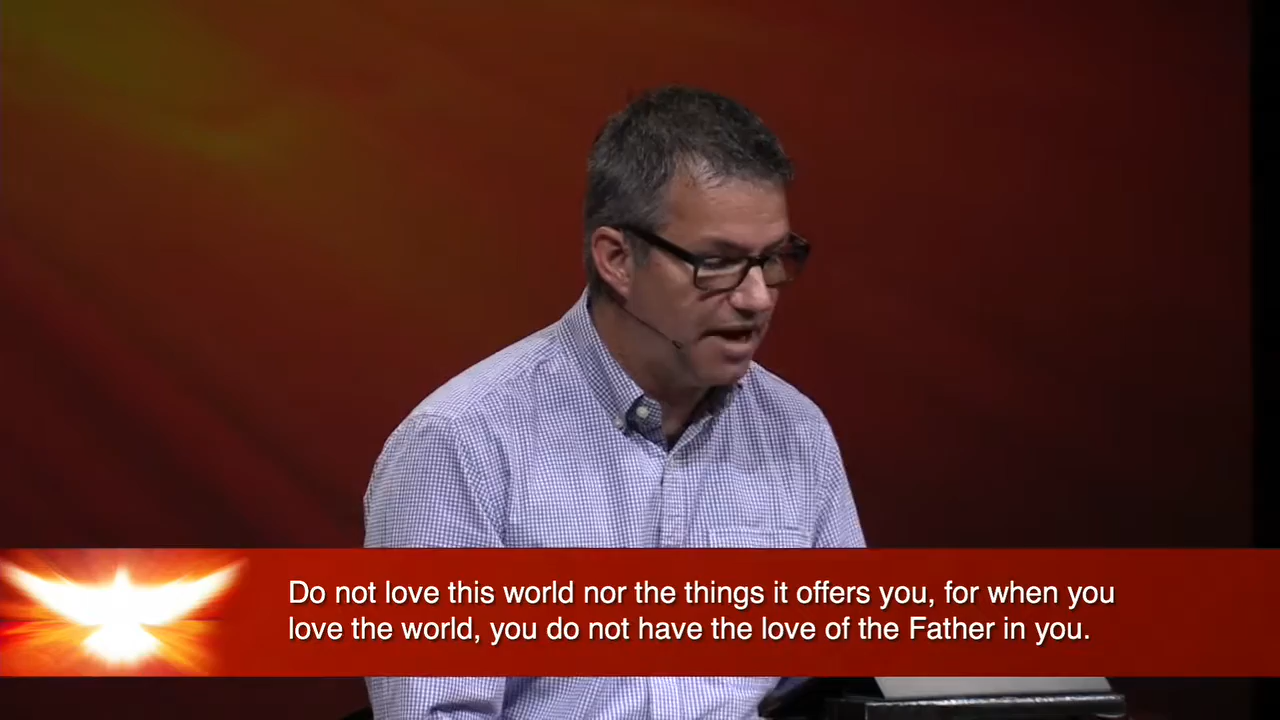 Do not love this world nor the things it offers you, for when you
love the world, you do not have the love of the Father in you.